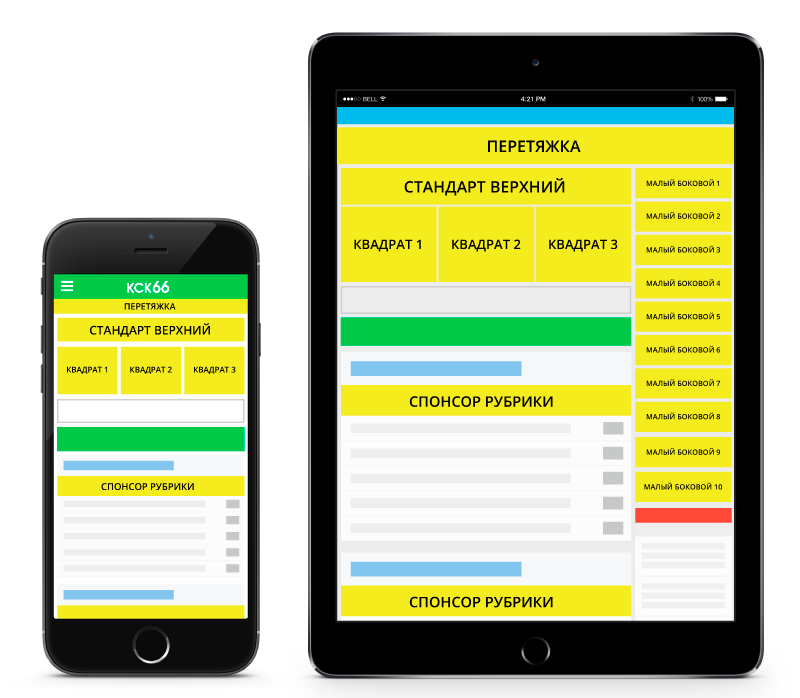 КСК66
ПЕРЕТЯЖКА
СТАНДАРТ ВЕРХНИЙ
КВАДРАТ 1 КВАДРАТ 2 КВАДРАТ 3
СПОНСОР РУБРИКИ
BELL 4:21 PM 100%
ПЕРЕТЯЖКА
СТАНДАРТ ВЕРХНИЙ
КВАДРАТ 1 КВАДРАТ 2 КВАДРАТ 3
СПОНСОР РУБРИКИ
СПОНСОР РУБРИКИ
МАЛЫЙ БОКОВОЙ 1
МАЛЫЙ БОКОВОЙ 2
МАЛЫЙ БОКОВОЙ 3
МАЛЫЙ БОКОВОЙ 4
МАЛЫЙ БОКОВОЙ 5
МАЛЫЙ БОКОВОЙ 6
МАЛЫЙ БОКОВОЙ 7
МАЛЫЙ БОКОВОЙ 8
МАЛЫЙ БОКОВОЙ 9
МАЛЫЙ БОКОВОЙ 10